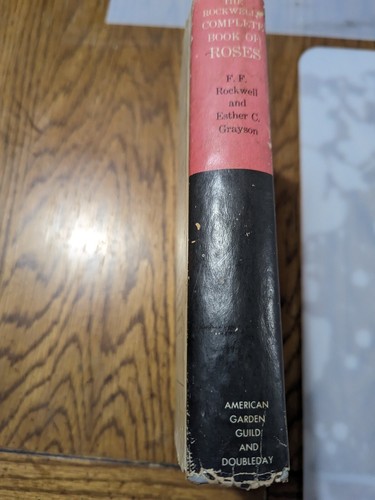 THE
ROCKWELLS'
COMPLETE
BOOK OF
ROSES
F. F.
Rockwell
and
Esther C.
Grayson
AMERICAN
GARDEN
GUILD
AND
DOUBLEDAY